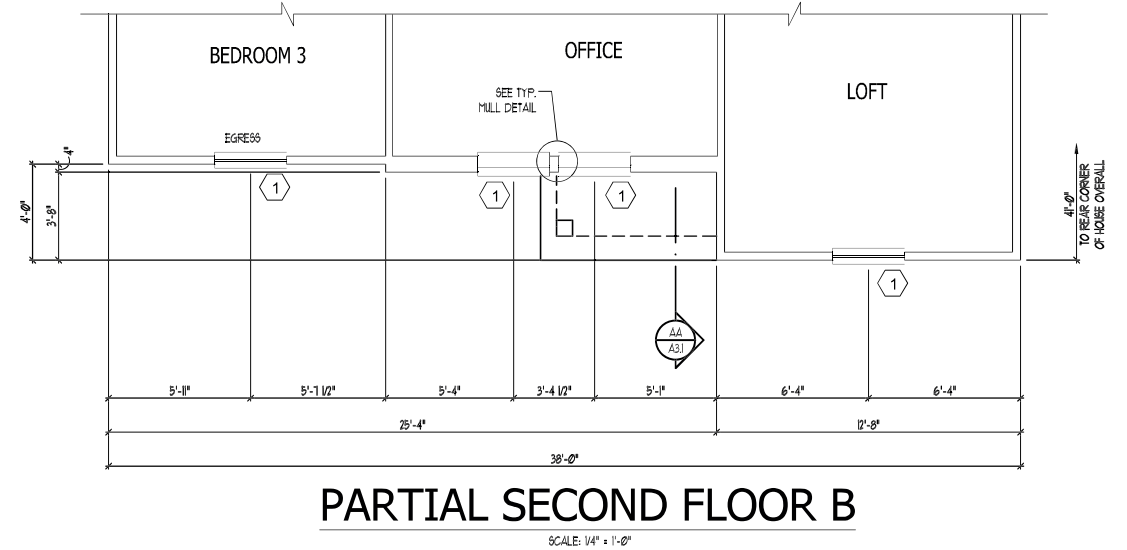 BEDROOM 3
OFFICE
LOFT
SEE TYP.
MULL DETAIL
EGRESS
4"
1
1
1
1
4'-0"
3'-8"
41'-0"
TO REAR CORNER
OF HOUSE OVERALL
AA
A3.1
5'-11"
5'-7 1/2"
5'-4"
3'-4 1/2"
5'-1"
6'-4"
6'-4"
25'-4"
12'-8"
38'-0"
PARTIAL SECOND FLOOR B
SCALE: 1/4" = 1'-0"